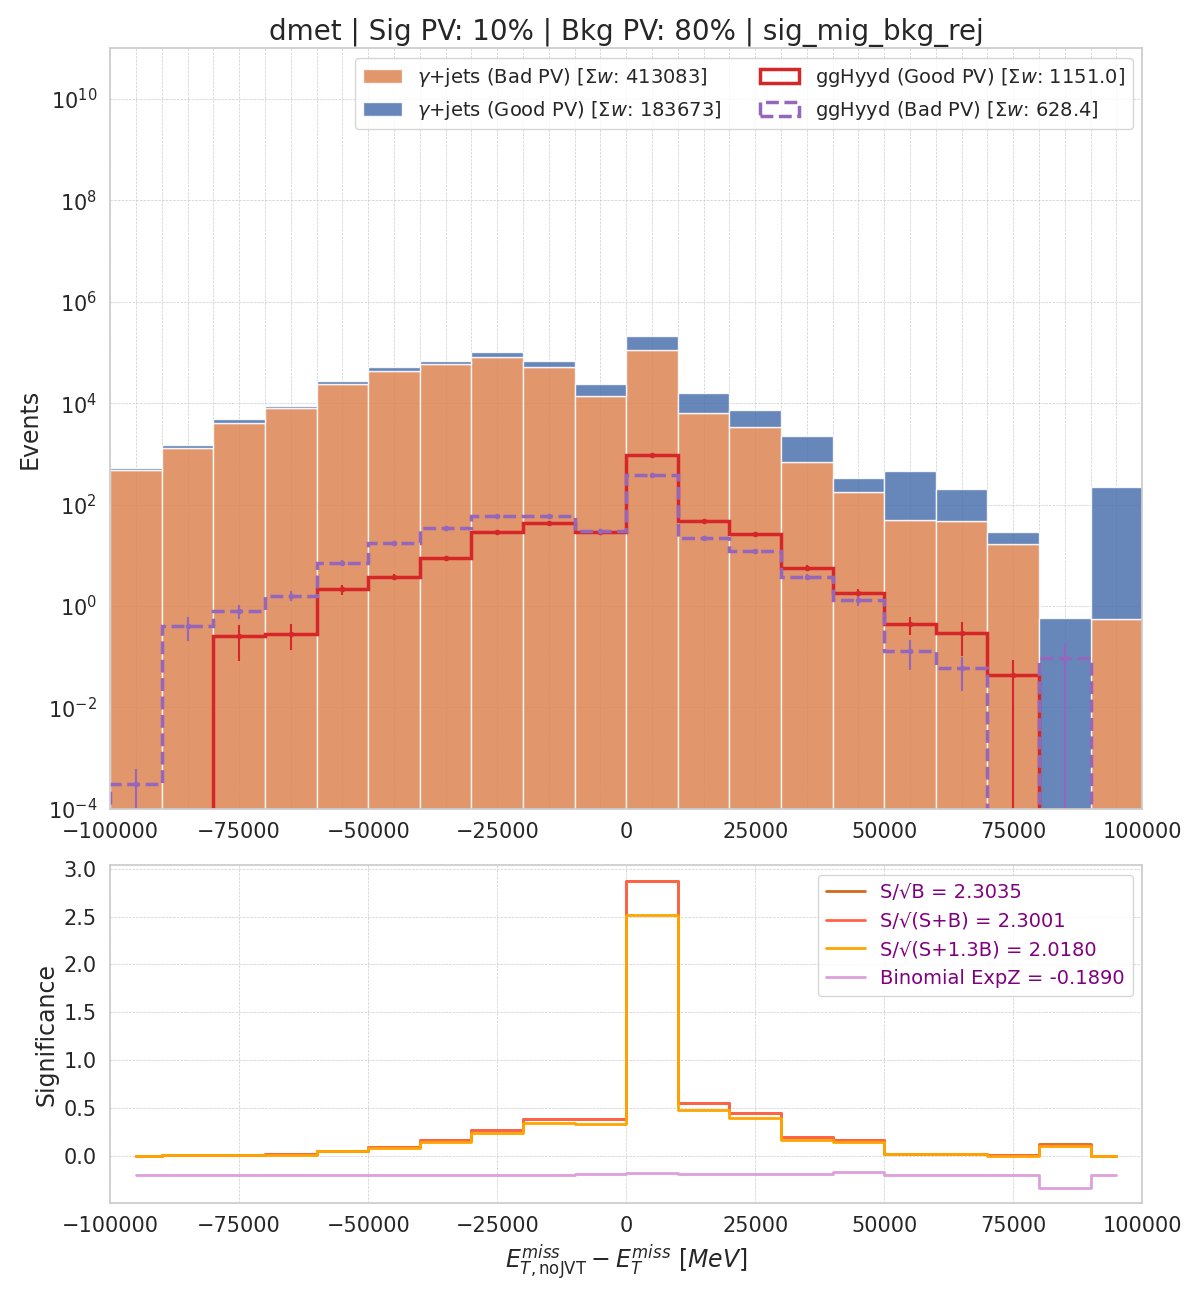 dmet | Sig PV: 10% | Bkg PV: 80% | sig_mig_bkg_rej
γ+jets (Bad PV) [Σw: 413083]
γ+jets (Good PV) [Σw: 183673]
ggHyyd (Good PV) [Σw: 1151.0]
ggHyyd (Bad PV) [Σw: 628.4]
Events
10^10
10^8
10^6
10^4
10^2
10^0
10^−2
10^−4
−100000 −75000 −50000 −25000 0 25000 50000 75000 100000
Significance
3.0
2.5
2.0
1.5
1.0
0.5
0.0
S/√B = 2.3035
S/√(S+B) = 2.3001
S/√(S+1.3B) = 2.0180
Binomial ExpZ = -0.1890
−100000 −75000 −50000 −25000 0 25000 50000 75000 100000
E_{T,noJVT}^{miss} − E_T^{miss} [MeV]